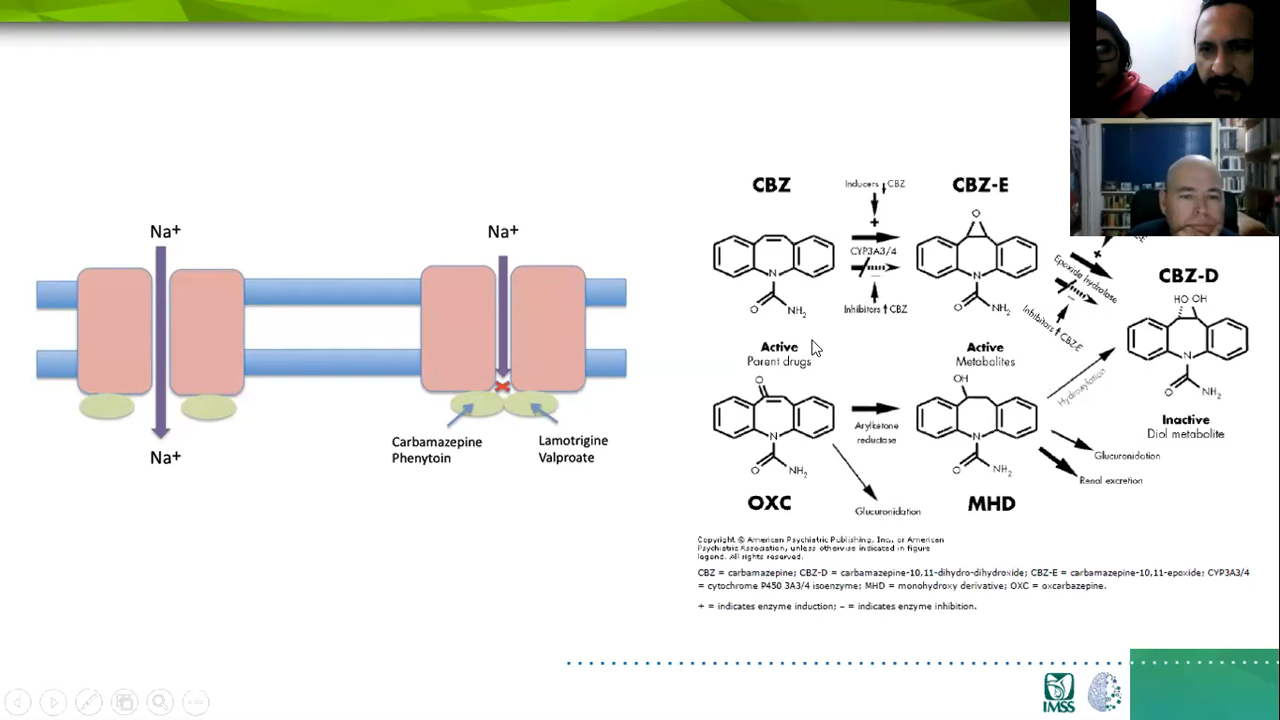 Na+
Na+
Na+
Carbamazepine
Phenytoin
Lamotrigine
Valproate
CBZ
Inducers ↓ CBZ
CBZ-E
+
CYP3A3/4
−
Inhibitors ↑ CBZ
O
N
O
NH2
O
N
O
NH2
+
Epoxide hydrolase
−
Inhibitors ↑ CBZ-E
CBZ-D
HO OH
N
O
NH2
Active
Parent drugs
Active
Metabolites
O
N
O
NH2
Arylketone
reductase
OH
N
O
NH2
Hydroxylation
Inactive
Diol metabolite
Glucuronidation
Renal excretion
OXC
Glucuronidation
MHD
Copyright © American Psychiatric Publishing, Inc., or American
Psychiatric Association, unless otherwise indicated in figure
legend. All rights reserved.
CBZ = carbamazepine; CBZ-D = carbamazepine-10,11-dihydro-dihydroxide; CBZ-E = carbamazepine-10,11-epoxide; CYP3A3/4
= cytochrome P450 3A3/4 isoenzyme; MHD = monohydroxy derivative; OXC = oxcarbazepine.
+ = indicates enzyme induction; − = indicates enzyme inhibition.
IMSS